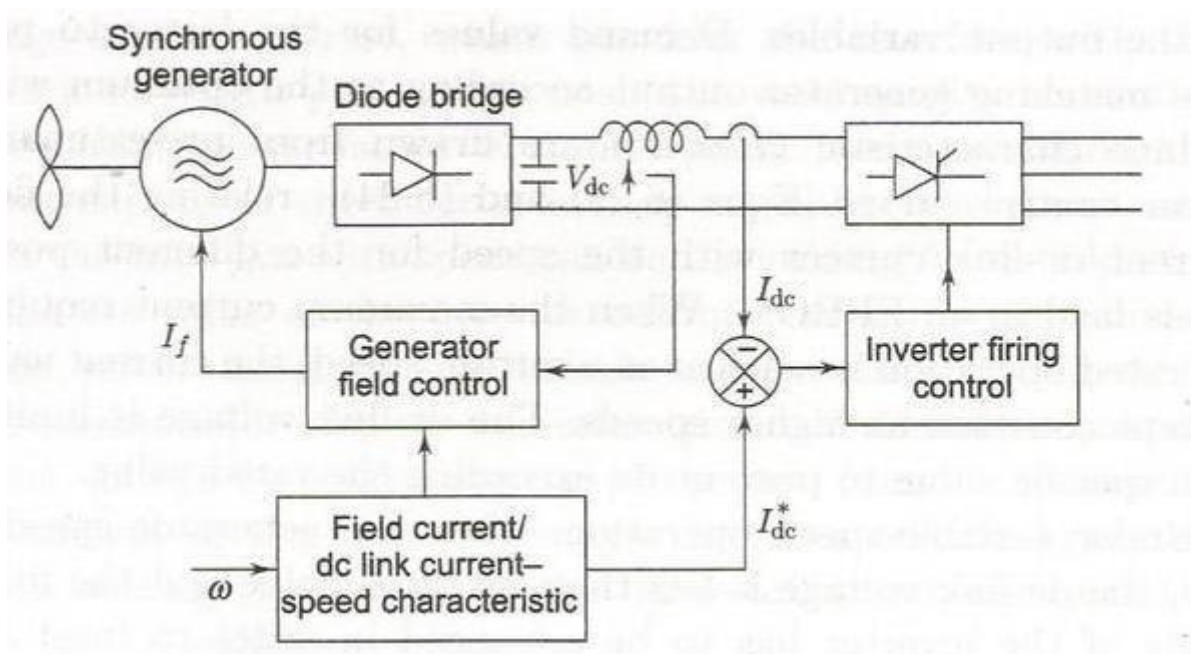 Synchronous
generator
Diode bridge
V_dc
I_dc
I_f
Generator
field control
Inverter firing
control
−
+
I*_dc
Field current/
dc link current–
speed characteristic
ω